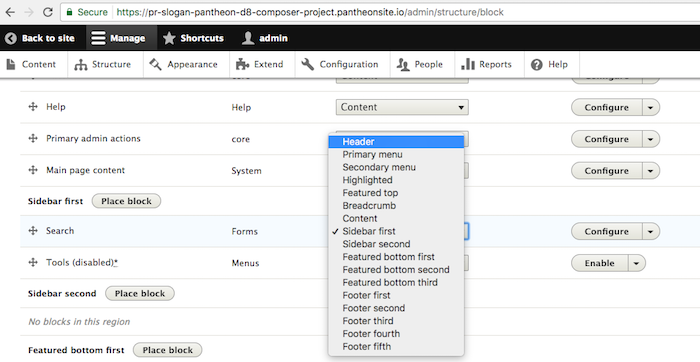 Secure https://pr-slogan-pantheon-d8-composer-project.pantheonsite.io/admin/structure/block
Back to site Manage Shortcuts admin
Content Structure Appearance Extend Configuration People Reports Help
Help Help Content Configure
Primary admin actions core Configure
Main page content System Configure
Sidebar first Place block
Search Forms Configure
Tools (disabled)* Menus Enable
Sidebar second Place block
No blocks in this region
Featured bottom first Place block
Header
Primary menu
Secondary menu
Highlighted
Featured top
Breadcrumb
Content
✓ Sidebar first
Sidebar second
Featured bottom first
Featured bottom second
Featured bottom third
Footer first
Footer second
Footer third
Footer fourth
Footer fifth